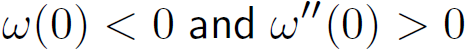 ω(0) < 0 and ω″(0) > 0